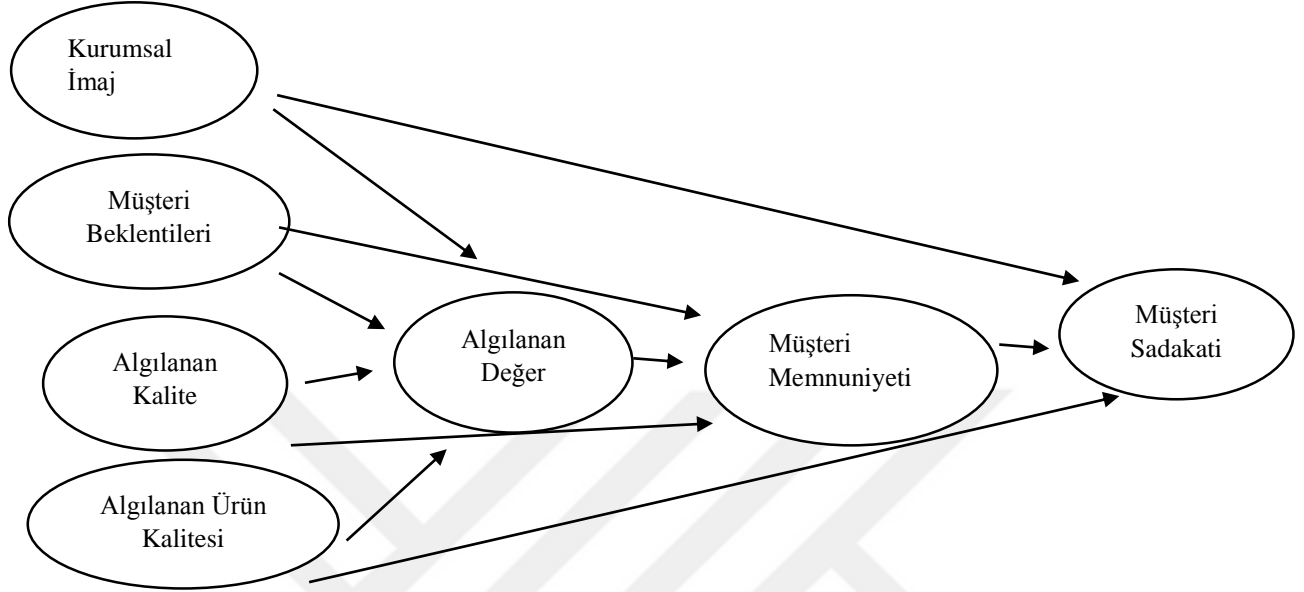 Kurumsal
İmaj
Müşteri
Beklentileri
Algılanan
Kalite
Algılanan Ürün
Kalitesi
Algılanan
Değer
Müşteri
Memnuniyeti
Müşteri
Sadakati